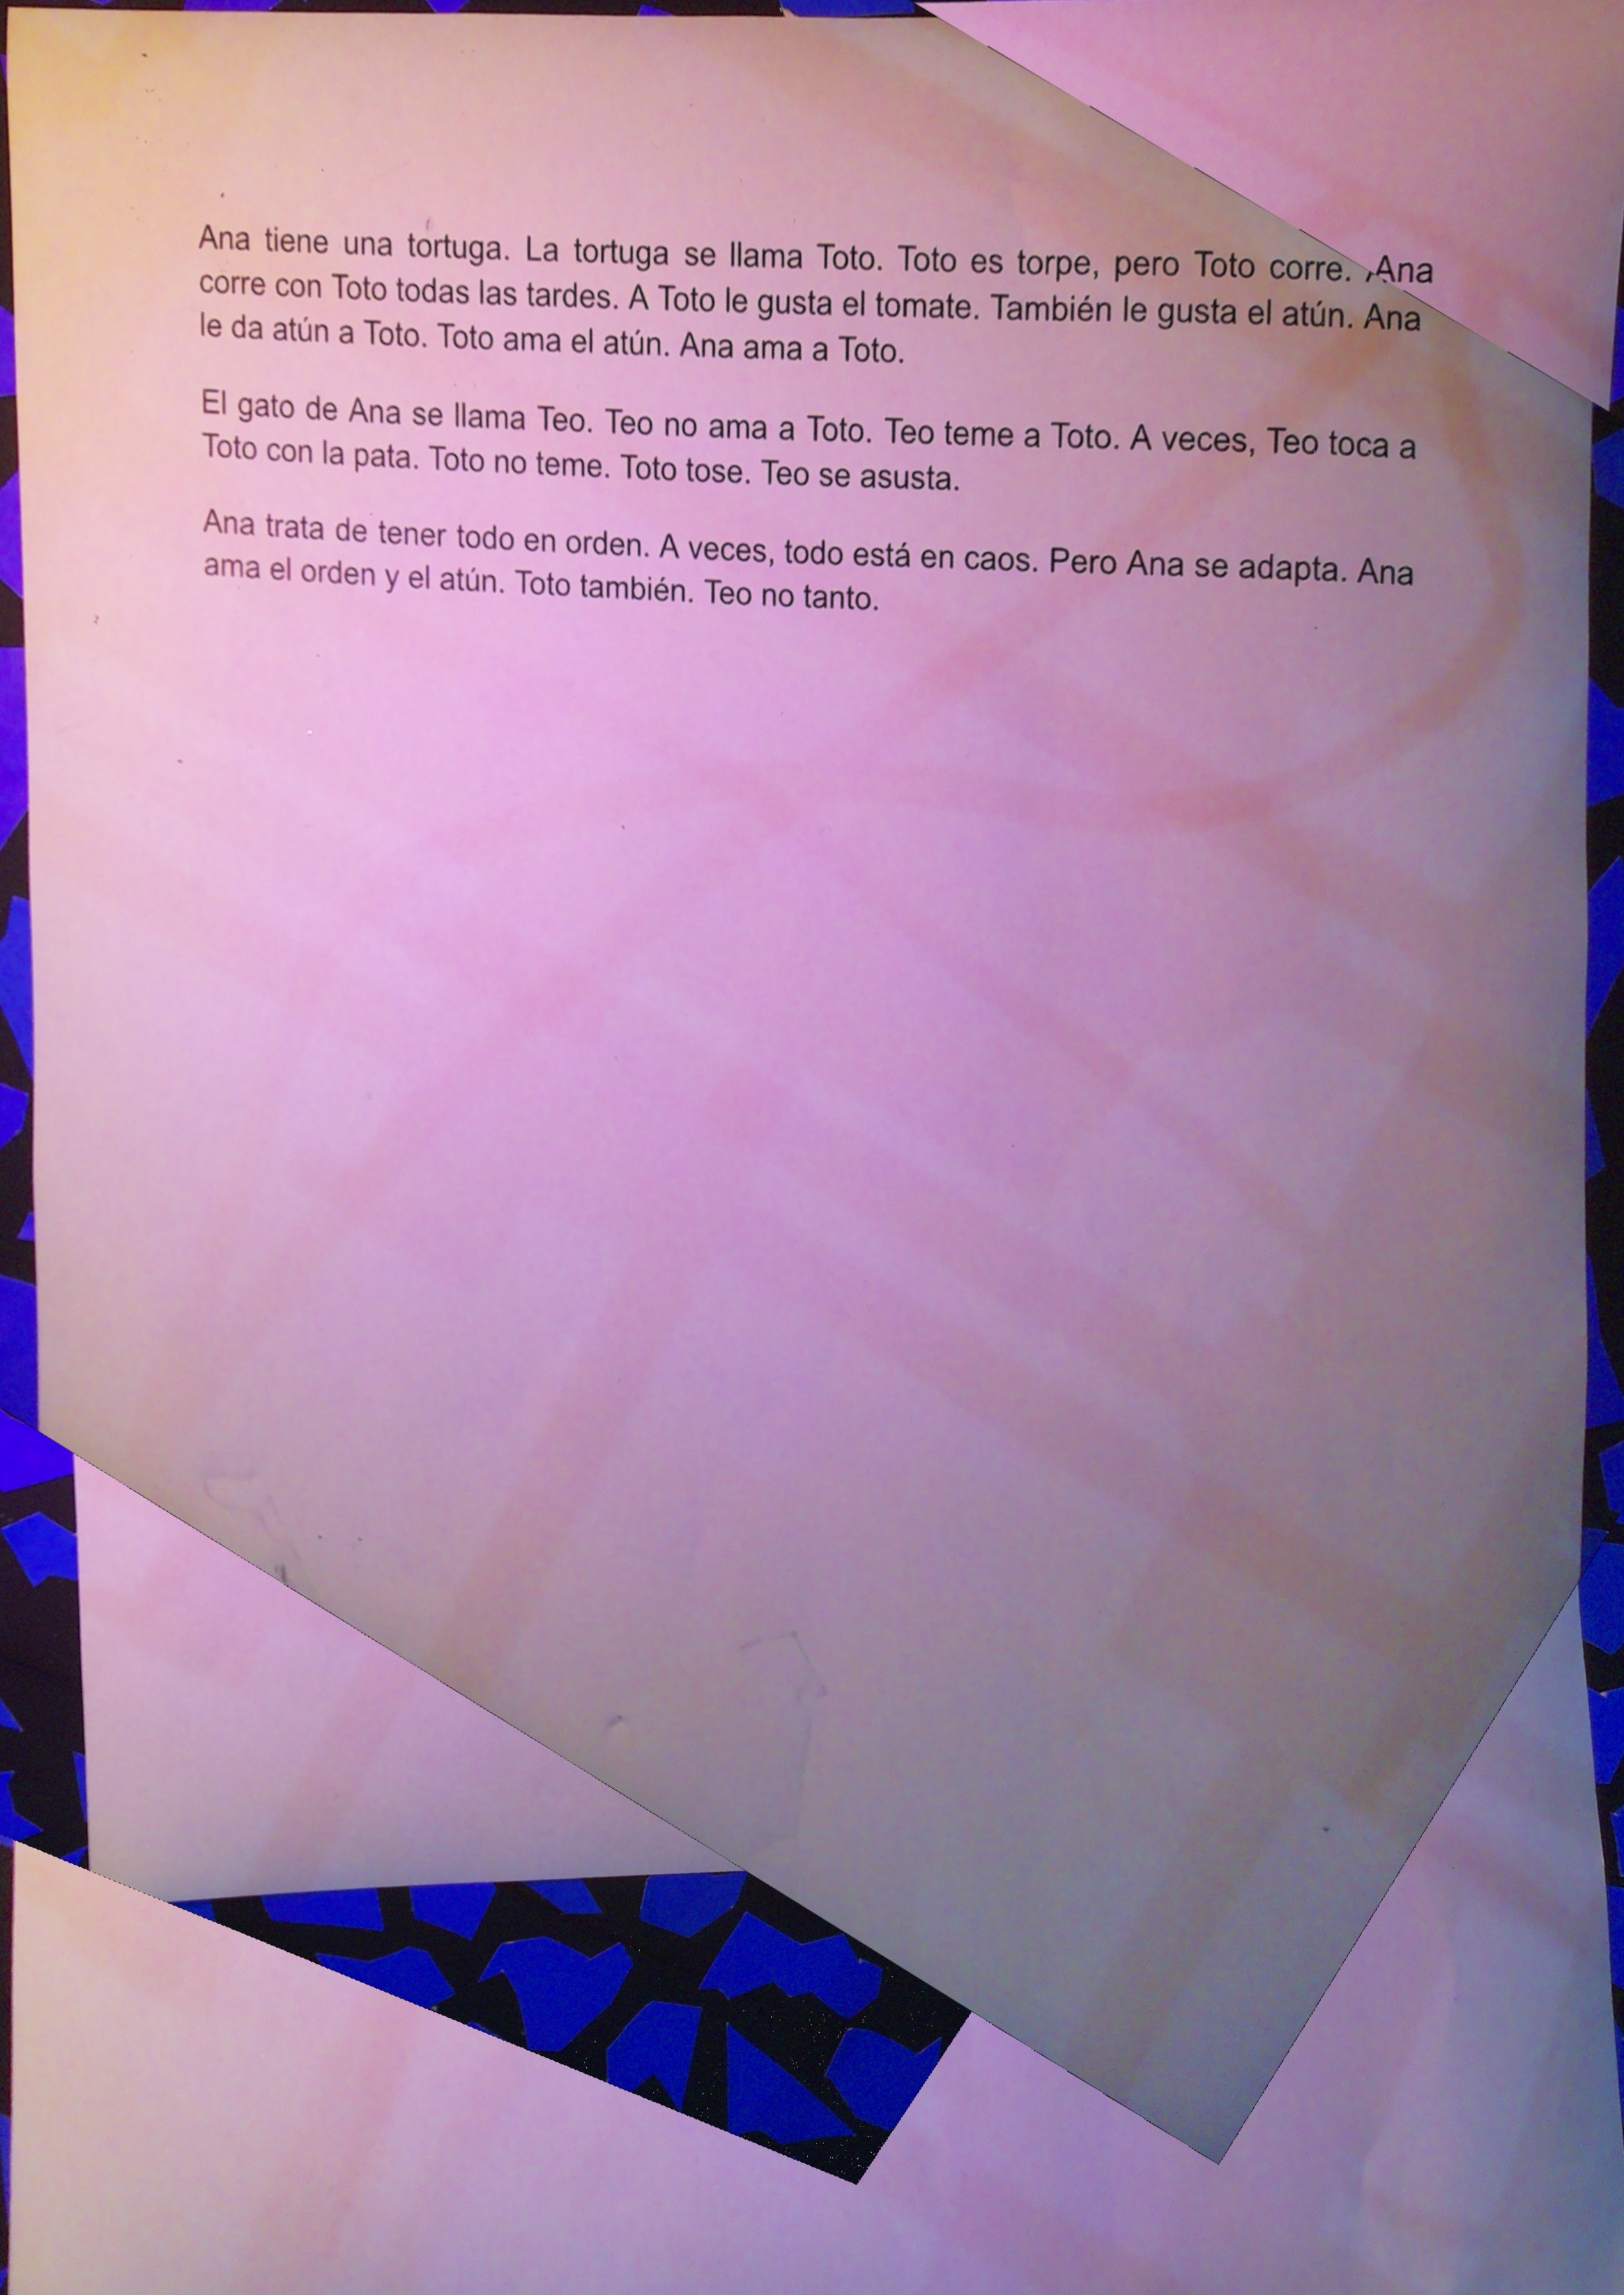 Ana tiene una tortuga. La tortuga se llama Toto. Toto es torpe, pero Toto corre. Ana
corre con Toto todas las tardes. A Toto le gusta el tomate. También le gusta el atún. Ana
le da atún a Toto. Toto ama el atún. Ana ama a Toto.
El gato de Ana se llama Teo. Teo no ama a Toto. Teo teme a Toto. A veces, Teo toca a
Toto con la pata. Toto no teme. Toto tose. Teo se asusta.
Ana trata de tener todo en orden. A veces, todo está en caos. Pero Ana se adapta. Ana
ama el orden y el atún. Toto también. Teo no tanto.